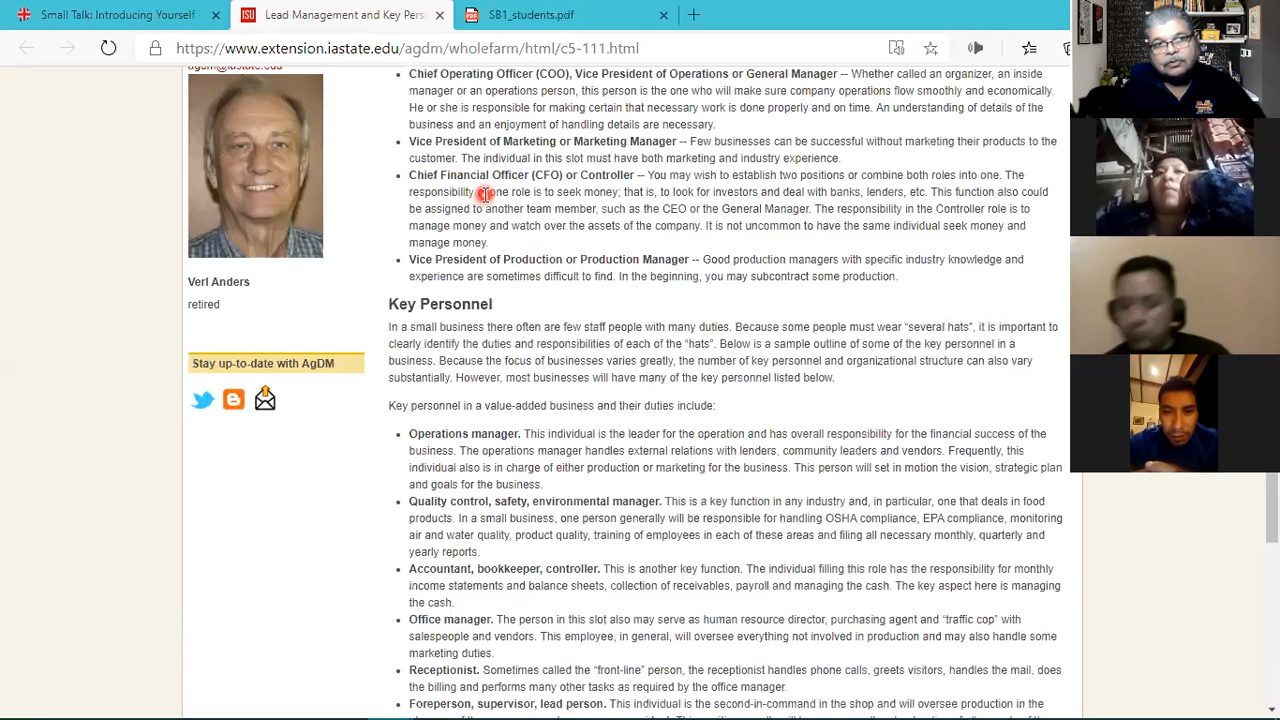 Small Talk: Introducing Yourself
Lead Management and Key Pers
SB1_students.pdf
https://www.extension.iastate.edu/agdm/wholefarm/html/c5-111.html
agdm@iastate.edu
Verl Anders
retired
Stay up-to-date with AgDM
Chief Operating Officer (COO), Vice President of Operations or General Manager -- Whether called an organizer, an inside
manager or an operations person, this person is the one who will make sure company operations flow smoothly and economically.
He or she is responsible for making certain that necessary work is done properly and on time. An understanding of details of the
business and an enjoyment of handling details are necessary.
Vice President of Marketing or Marketing Manager -- Few businesses can be successful without marketing their products to the
customer. The individual in this slot must have both marketing and industry experience.
Chief Financial Officer (CFO) or Controller -- You may wish to establish two positions or combine both roles into one. The
responsibility one role is to seek money; that is, to look for investors and deal with banks, lenders, etc. This function also could
be assigned to another team member, such as the CEO or the General Manager. The responsibility in the Controller role is to
manage money and watch over the assets of the company. It is not uncommon to have the same individual seek money and
manage money.
Vice President of Production or Production Manager -- Good production managers with specific industry knowledge and
experience are sometimes difficult to find. In the beginning, you may subcontract some production.
Key Personnel
In a small business there often are few staff people with many duties. Because some people must wear “several hats”, it is important to
clearly identify the duties and responsibilities of each of the “hats”. Below is a sample outline of some of the key personnel in a
business. Because the focus of businesses varies greatly, the number of key personnel and organizational structure can also vary
substantially. However, most businesses will have many of the key personnel listed below.
Key personnel in a value-added business and their duties include:
Operations manager. This individual is the leader for the operation and has overall responsibility for the financial success of the
business. The operations manager handles external relations with lenders, community leaders and vendors. Frequently, this
individual also is in charge of either production or marketing for the business. This person will set in motion the vision, strategic plan
and goals for the business.
Quality control, safety, environmental manager. This is a key function in any industry and, in particular, one that deals in food
products. In a small business, one person generally will be responsible for handling OSHA compliance, EPA compliance, monitoring
air and water quality, product quality, training of employees in each of these areas and filing all necessary monthly, quarterly and
yearly reports.
Accountant, bookkeeper, controller. This is another key function. The individual filling this role has the responsibility for monthly
income statements and balance sheets, collection of receivables, payroll and managing the cash. The key aspect here is managing
the cash.
Office manager. The person in this slot also may serve as human resource director, purchasing agent and “traffic cop” with
salespeople and vendors. This employee, in general, will oversee everything not involved in production and may also handle some
marketing duties.
Receptionist. Sometimes called the “front-line” person, the receptionist handles phone calls, greets visitors, handles the mail, does
the billing and performs many other tasks as required by the office manager.
Foreperson, supervisor, lead person. This individual is the second-in-command in the shop and will oversee production in the